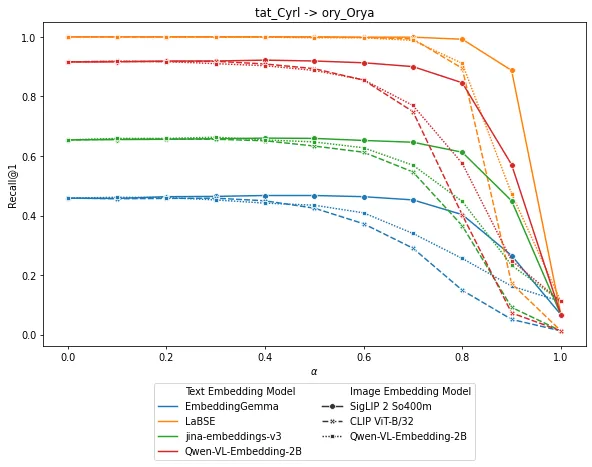 tat_Cyrl -> ory_Orya
1.0
0.8
0.6
0.4
0.2
0.0
Recall@1
0.0 0.2 0.4 0.6 0.8 1.0
α
Text Embedding Model Image Embedding Model
EmbeddingGemma SigLIP 2 So400m
LaBSE CLIP ViT-B/32
jina-embeddings-v3 Qwen-VL-Embedding-2B
Qwen-VL-Embedding-2B